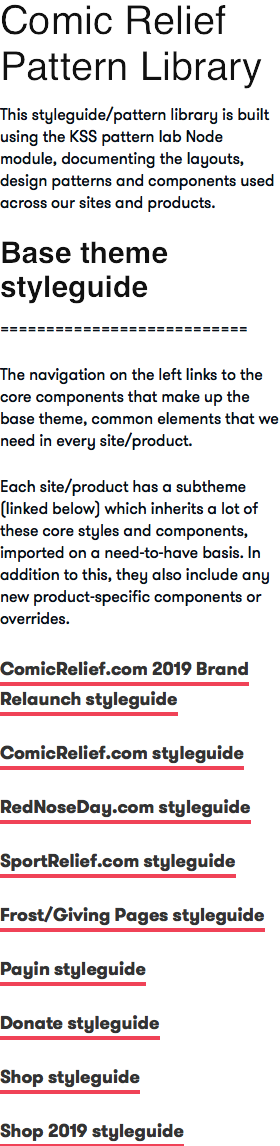 Comic Relief
Pattern Library
This styleguide/pattern library is built
using the KSS pattern lab Node
module, documenting the layouts,
design patterns and components used
across our sites and products.
Base theme
styleguide
===========================
The navigation on the left links to the
core components that make up the
base theme, common elements that we
need in every site/product.
Each site/product has a subtheme
(linked below) which inherits a lot of
these core styles and components,
imported on a need-to-have basis. In
addition to this, they also include any
new product-specific components or
overrides.
ComicRelief.com 2019 Brand
Relaunch styleguide
ComicRelief.com styleguide
RedNoseDay.com styleguide
SportRelief.com styleguide
Frost/Giving Pages styleguide
Payin styleguide
Donate styleguide
Shop styleguide
Shop 2019 styleguide